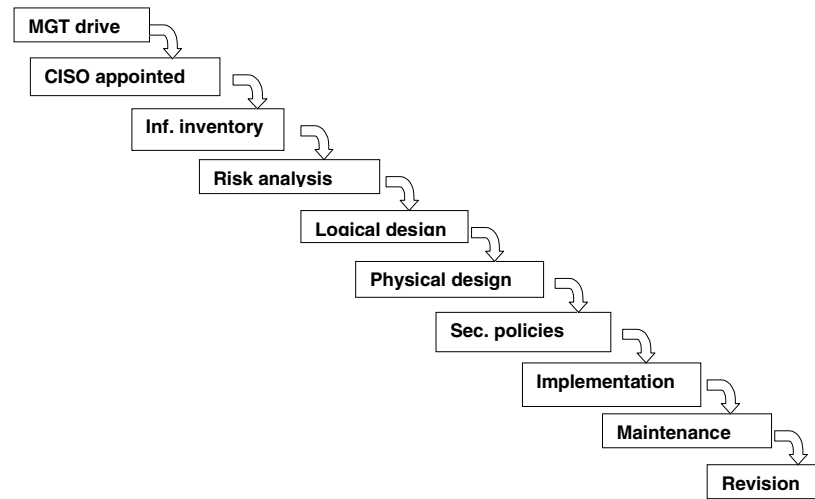 MGT drive
CISO appointed
Inf. inventory
Risk analysis
Logical design
Physical design
Sec. policies
Implementation
Maintenance
Revision